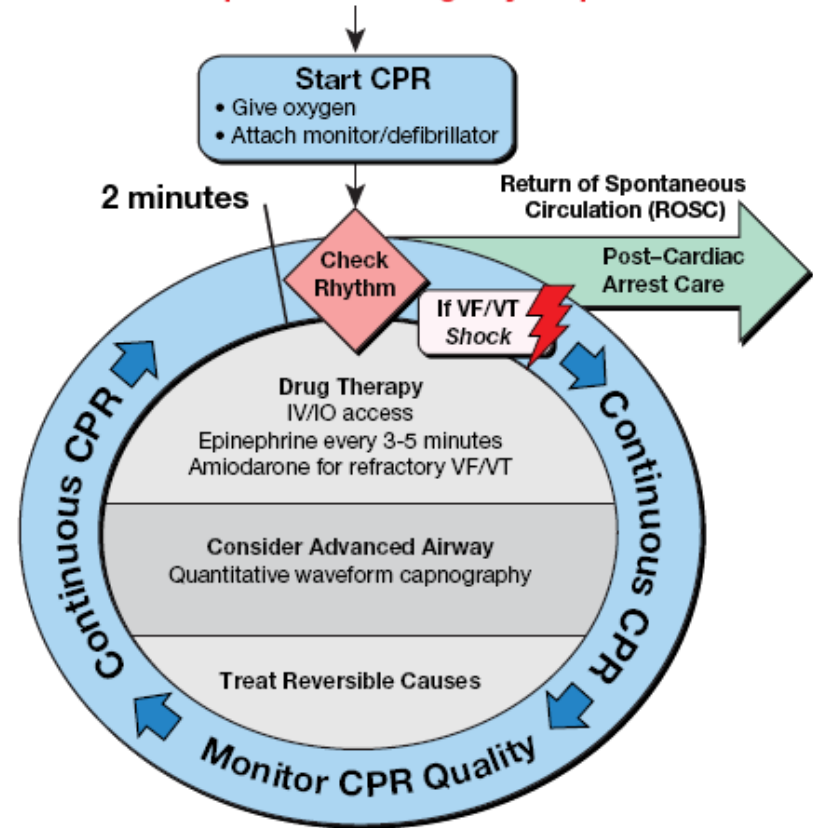 Start CPR
• Give oxygen
• Attach monitor/defibrillator
2 minutes
Return of Spontaneous
Circulation (ROSC)
Check
Rhythm
Post–Cardiac
Arrest Care
If VF/VT
Shock
Drug Therapy
IV/IO access
Epinephrine every 3-5 minutes
Amiodarone for refractory VF/VT
Consider Advanced Airway
Quantitative waveform capnography
Treat Reversible Causes
Continuous CPR
Continuous CPR
Monitor CPR Quality